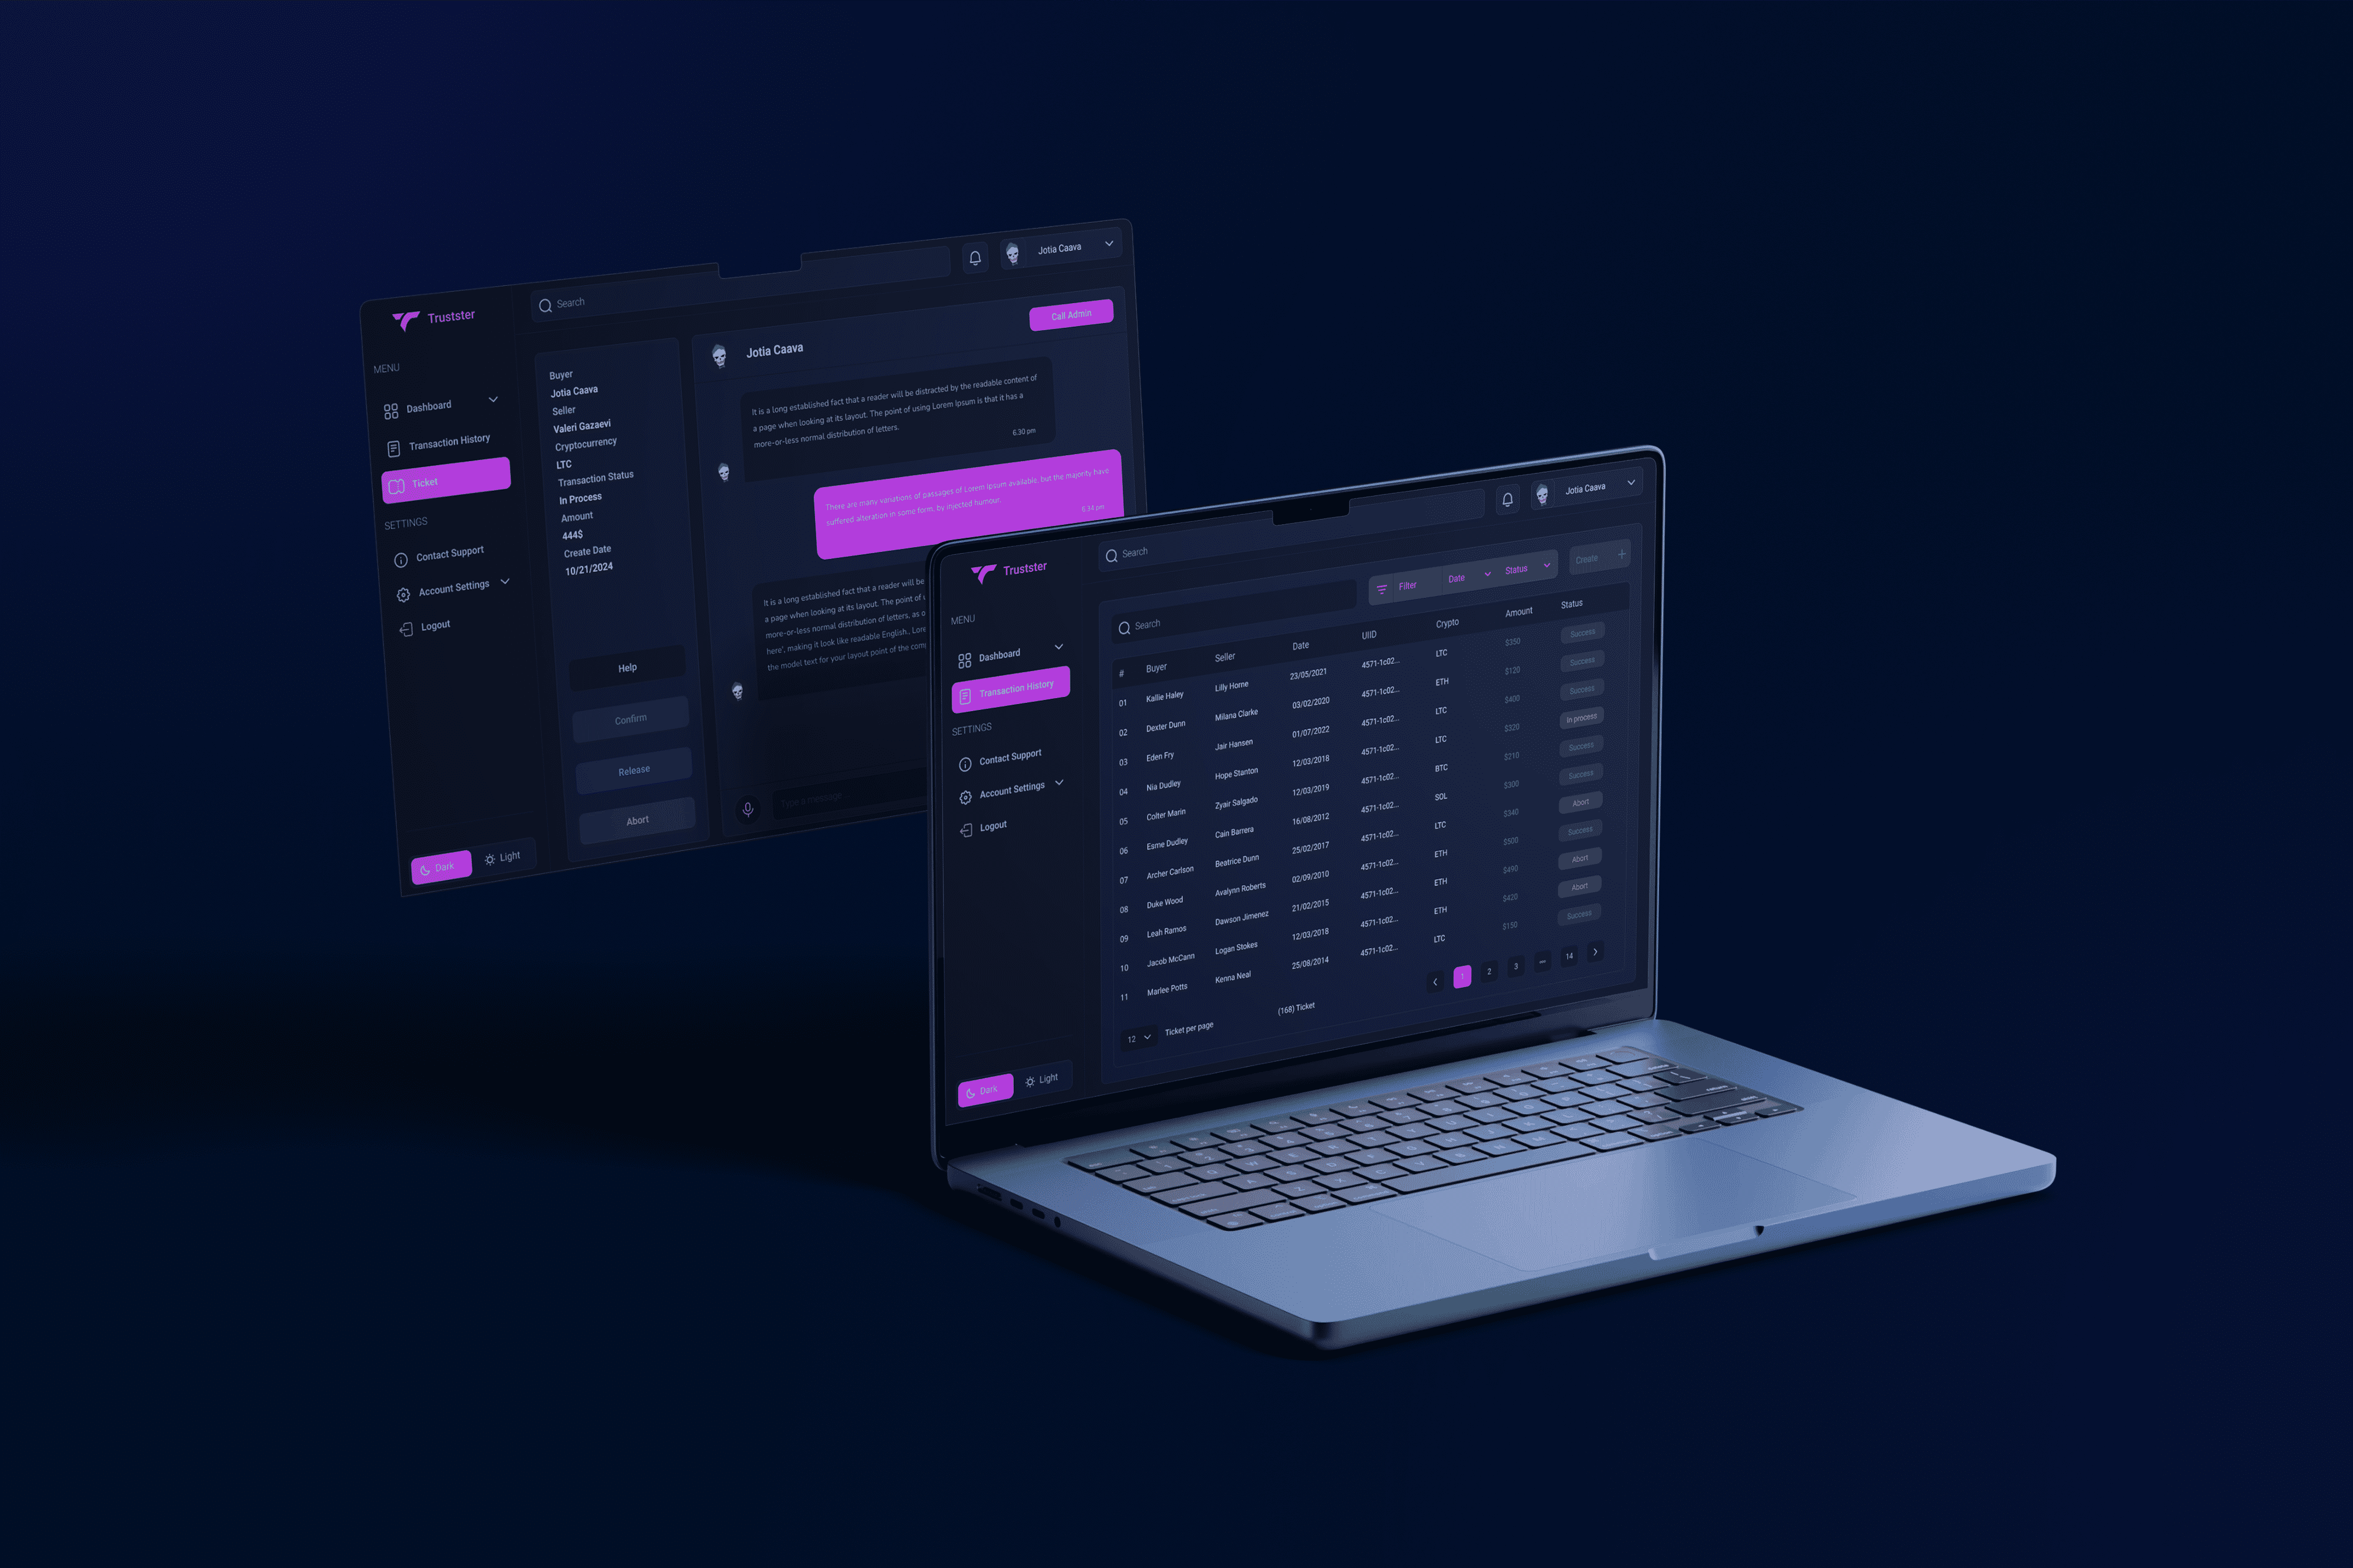 Trustster
Search
Jotia Caava
MENU
Dashboard
Transaction History
Ticket
SETTINGS
Contact Support
Account Settings
Logout
Dark
Light
Buyer
Jotia Caava
Seller
Valeri Gazaevi
Cryptocurrency
LTC
Transaction Status
In Process
Amount
444$
Create Date
10/21/2024
Help
Confirm
Release
Abort
Jotia Caava
Call Admin
It is a long established fact that a reader will be distracted by the readable content of
a page when looking at its layout. The point of using Lorem Ipsum is that it has a
more-or-less normal distribution of letters.
6:30 pm
There are many variations of passages of Lorem Ipsum available, but the majority have
suffered alteration in some form, by injected humour.
6:34 pm
It is a long established fact that a reader will be
a page when looking at its layout. The point of
more-or-less normal distribution of letters, as
here', making it look like readable English., Lore
the model text for your layout point of the comp
Type a message...
Trustster
Search
Jotia Caava
MENU
Dashboard
Transaction History
SETTINGS
Contact Support
Account Settings
Logout
Dark
Light
Search
Filter
Date
Status
Create
# Buyer Seller Date UIID Crypto Amount Status
01 Kallie Haley Lilly Horne 23/05/2021 4571-1c02... LTC $350 Success
02 Dexter Dunn Milana Clarke 03/02/2020 4571-1c02... ETH $120 Success
03 Eden Fry Jair Hansen 01/07/2022 4571-1c02... LTC $400 Success
04 Nia Dudley Hope Stanton 12/03/2018 4571-1c02... LTC $320 In process
05 Colter Marin Zyair Salgado 12/03/2019 4571-1c02... BTC $210 Success
06 Esme Dudley Cain Barrera 16/08/2012 4571-1c02... SOL $300 Success
07 Archer Carlson Beatrice Dunn 25/02/2017 4571-1c02... LTC $340 Abort
08 Duke Wood Avalynn Roberts 02/09/2010 4571-1c02... ETH $500 Success
09 Leah Ramos Dawson Jimenez 21/02/2015 4571-1c02... ETH $490 Abort
10 Jacob McCann Logan Stokes 12/03/2018 4571-1c02... ETH $420 Abort
11 Marlee Potts Kenna Neal 25/08/2014 4571-1c02... LTC $150 Success
12 Ticket per page
(168) Ticket
1 2 3 ... 14